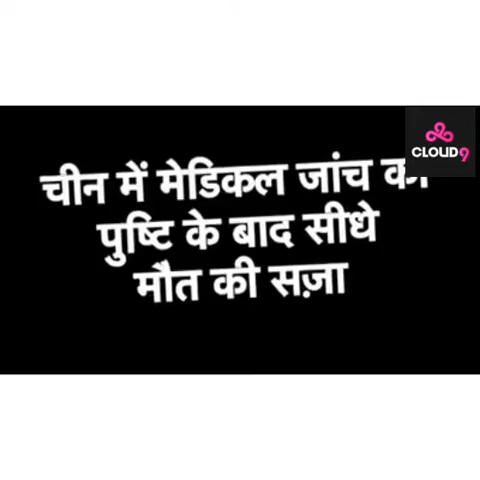 CLOUD9
चीन में मेडिकल जांच
पुष्टि के बाद सीधे
मौत की सज़ा